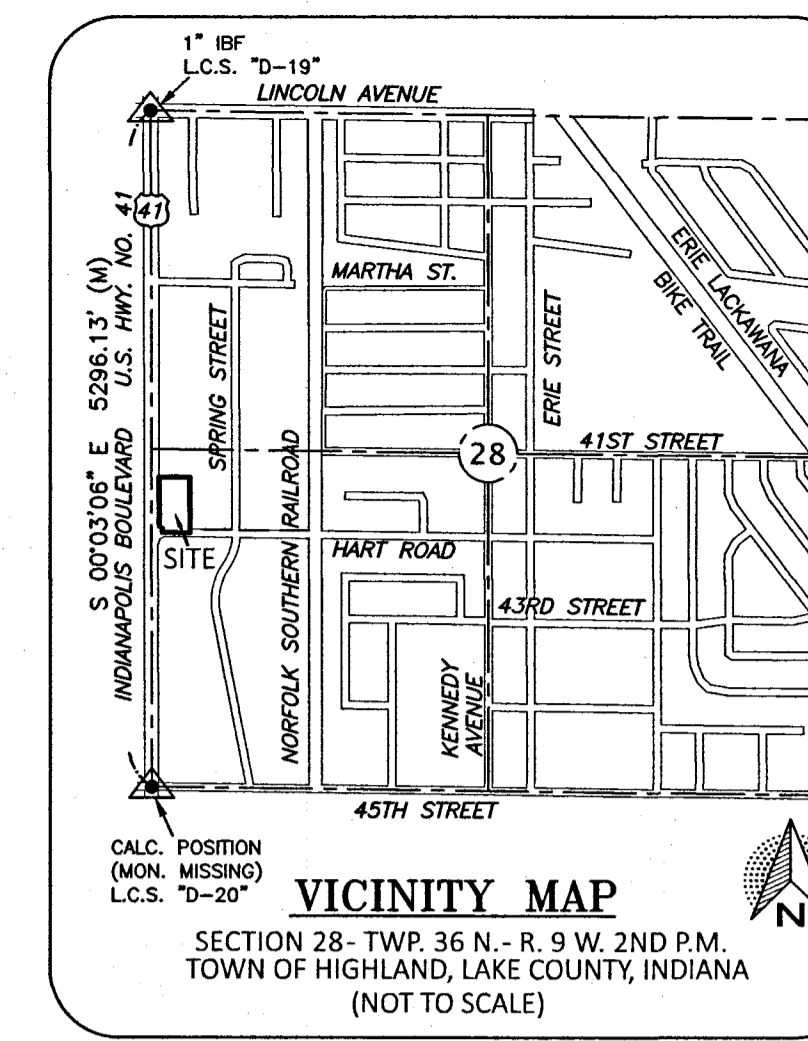 1" IBF
L.C.S. "D-19"
LINCOLN AVENUE
41
S 00°03'06" E 5296.13' (M)
INDIANAPOLIS BOULEVARD U.S. HWY. NO. 41
SPRING STREET
MARTHA ST.
ERIE STREET
ERIE LACKAWANA
BIKE TRAIL
NORFOLK SOUTHERN RAILROAD
28
41ST STREET
SITE
HART ROAD
43RD STREET
KENNEDY
AVENUE
45TH STREET
CALC. POSITION
(MON. MISSING)
L.C.S. "D-20"
N
VICINITY MAP
SECTION 28- TWP. 36 N.- R. 9 W. 2ND P.M.
TOWN OF HIGHLAND, LAKE COUNTY, INDIANA
(NOT TO SCALE)